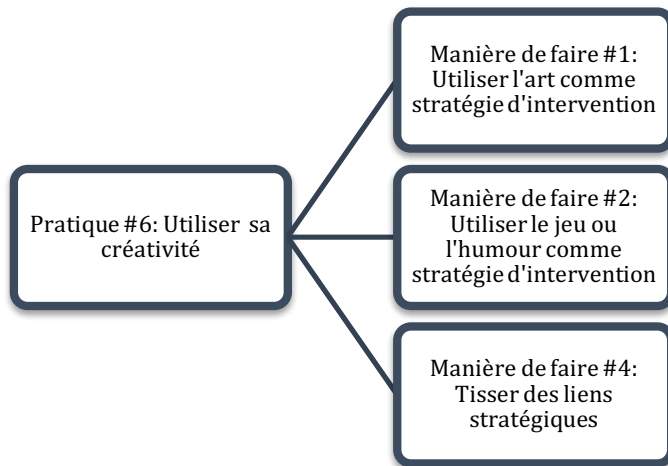 Manière de faire #1:
Utiliser l'art comme
stratégie d'intervention
Pratique #6: Utiliser sa
créativité
Manière de faire #2:
Utiliser le jeu ou
l'humour comme
stratégie d'intervention
Manière de faire #4:
Tisser des liens
stratégiques